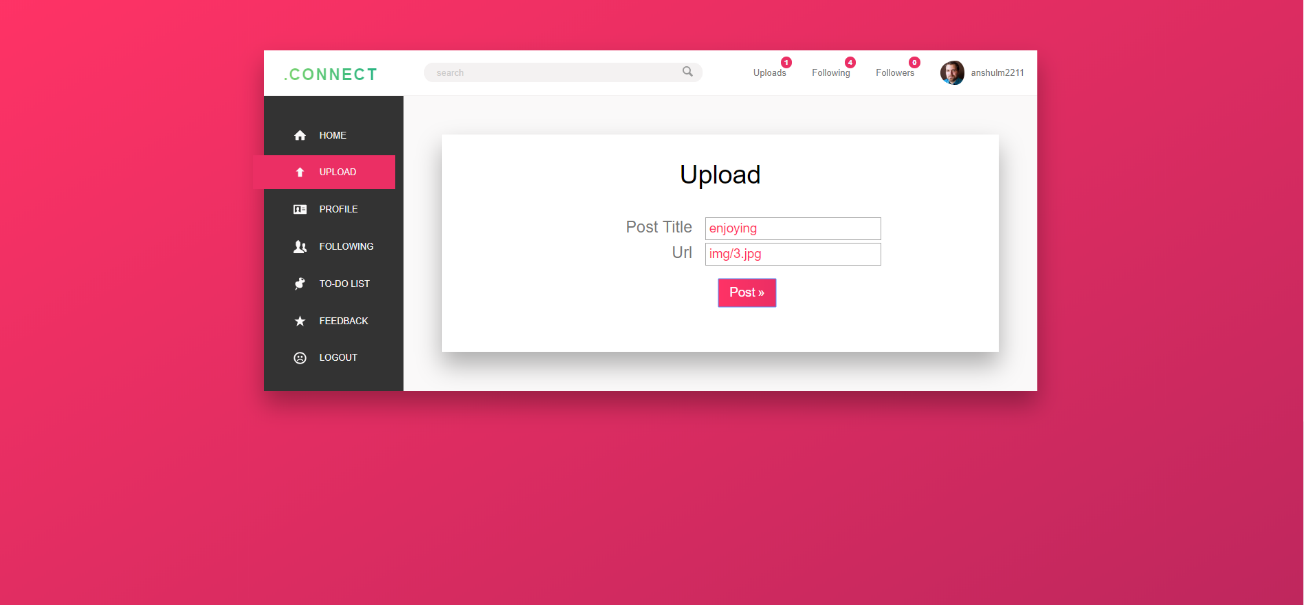 .CONNECT
search
1
4
0
Uploads
Following
Followers
anshulm2211
HOME
UPLOAD
PROFILE
FOLLOWING
TO-DO LIST
FEEDBACK
LOGOUT
Upload
Post Title enjoying
Url img/3.jpg
Post »